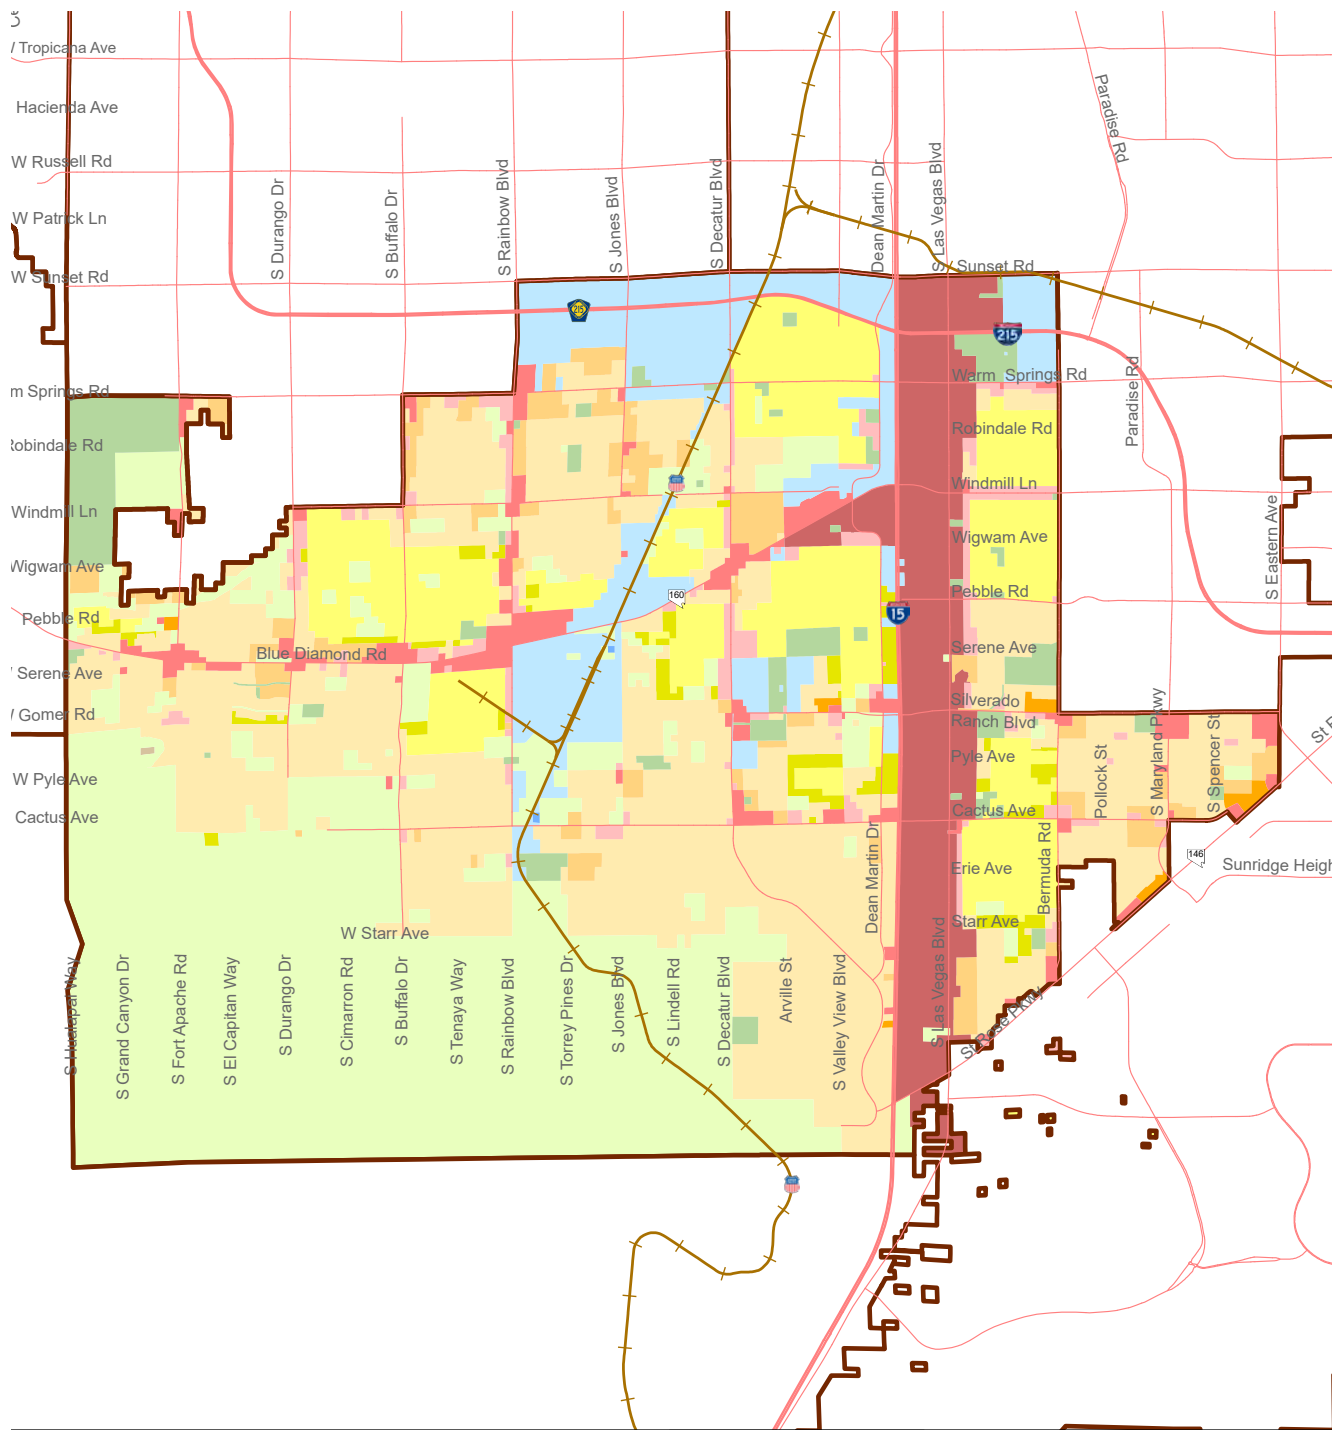 W Tropicana Ave
Hacienda Ave
W Russell Rd
W Patrick Ln
W Sunset Rd
m Springs Rd
Robindale Rd
Windmill Ln
Wigwam Ave
Pebble Rd
Serene Ave
Gomer Rd
W Pyle Ave
Cactus Ave
S Durango Dr
S Buffalo Dr
S Rainbow Blvd
S Jones Blvd
S Decatur Blvd
Dean Martin Dr
S Las Vegas Blvd
Paradise Rd
Sunset Rd
215
215
Warm Springs Rd
Paradise Rd
Robindale Rd
Windmill Ln
Wigwam Ave
S Eastern Ave
Pebble Rd
160
15
Blue Diamond Rd
Serene Ave
Silverado
Ranch Blvd
Pyle Ave
Pollock St
S Maryland Pkwy
S Spencer St
St R
Cactus Ave
Dean Martin Dr
Bermuda Rd
146
Sunridge Heigh
Erie Ave
Starr Ave
W Starr Ave
S Hualapai Way
S Grand Canyon Dr
S Fort Apache Rd
S El Capitan Way
S Durango Dr
S Cimarron Rd
S Buffalo Dr
S Tenaya Way
S Rainbow Blvd
S Torrey Pines Dr
S Jones Blvd
S Lindell Rd
S Decatur Blvd
Arville St
S Valley View Blvd
S Las Vegas Blvd
St Rose Pkwy